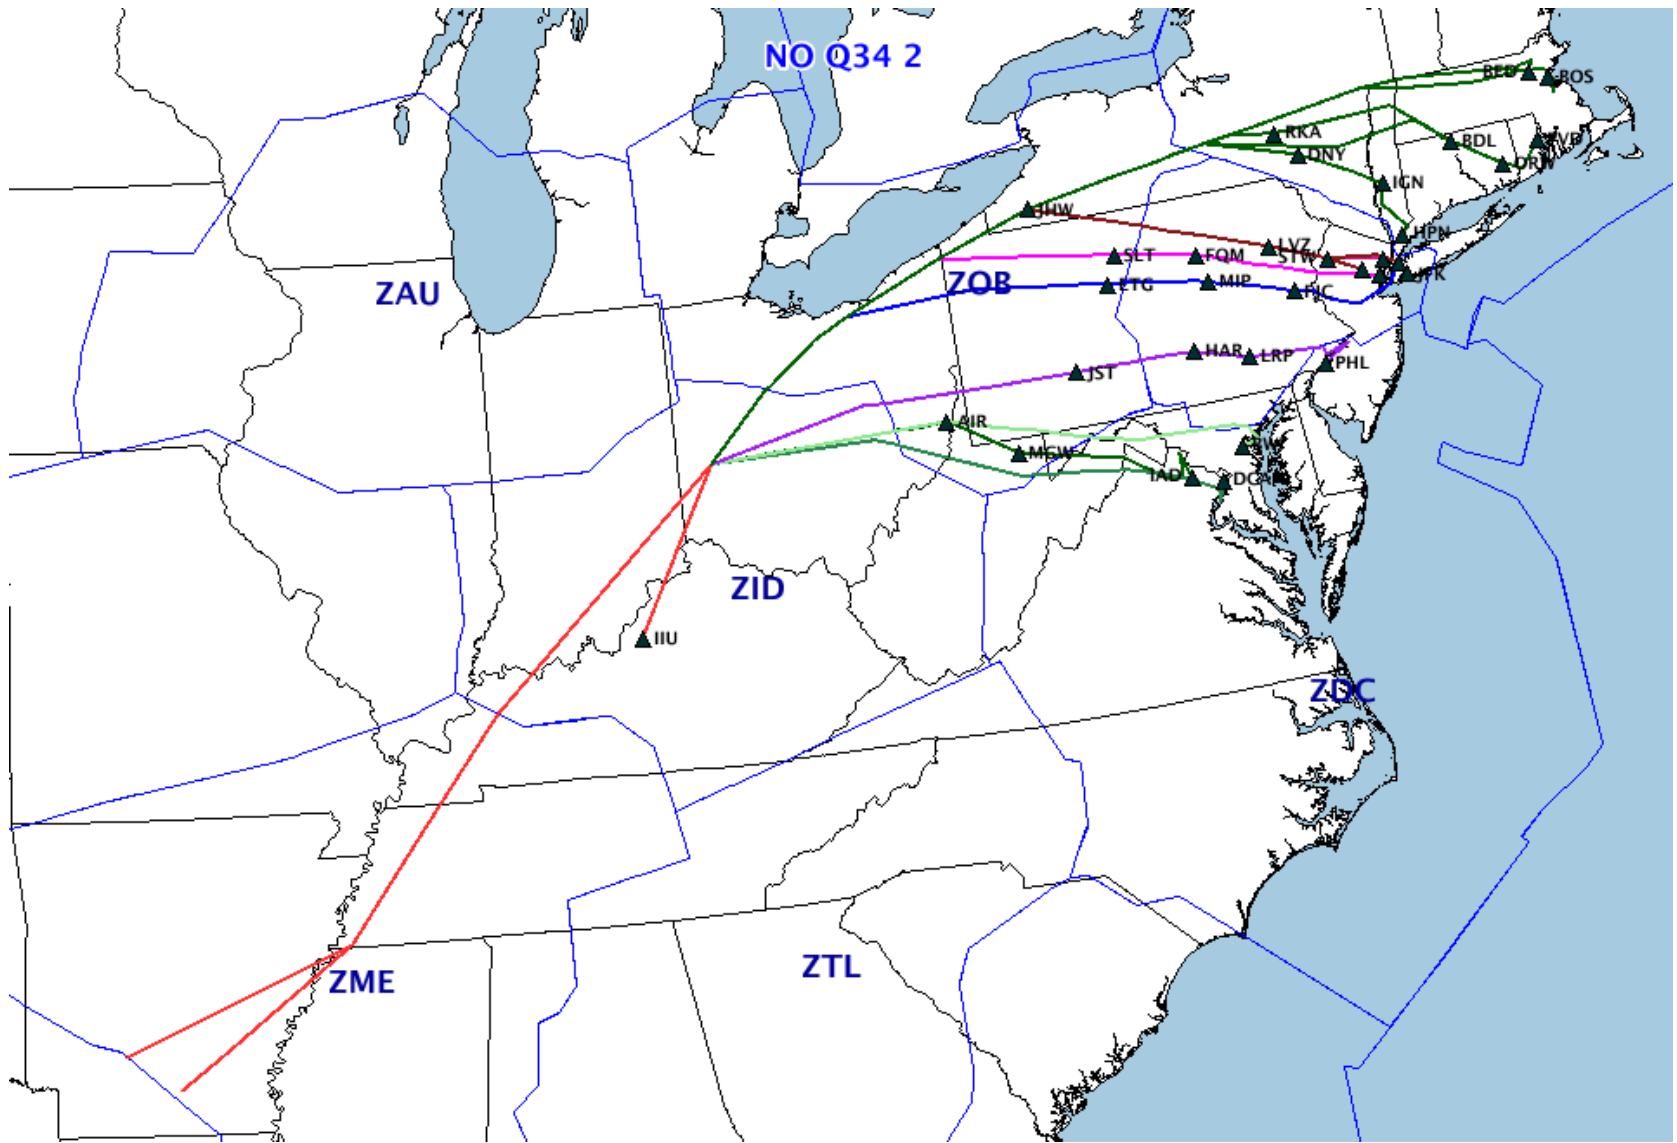 NO Q34 2
BED
BOS
RKA
BDL
PVD
DNY
IGN
JHW
HPN
LVZ
SLT
FQM
STW
JFK
ZAU
ZOB
ETG
MIP
FJC
HAR
LRP
PHL
JST
AIR
MGW
IAD
DCA
ZID
IIU
ZDC
ZME
ZTL